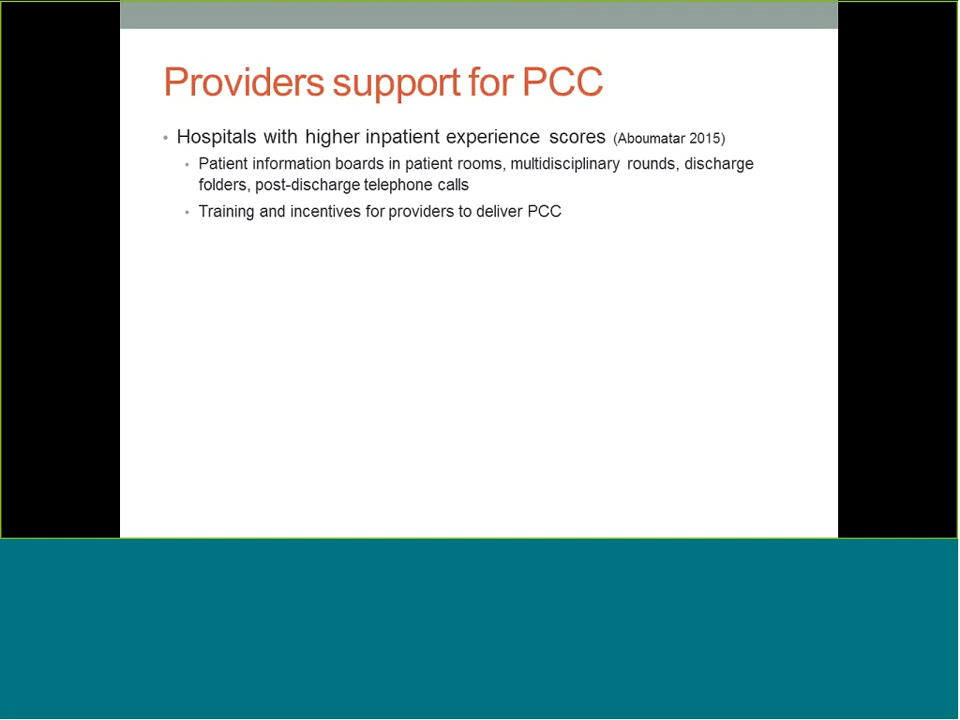 Providers support for PCC
• Hospitals with higher inpatient experience scores (Aboumatar 2015)
• Patient information boards in patient rooms, multidisciplinary rounds, discharge
folders, post-discharge telephone calls
• Training and incentives for providers to deliver PCC